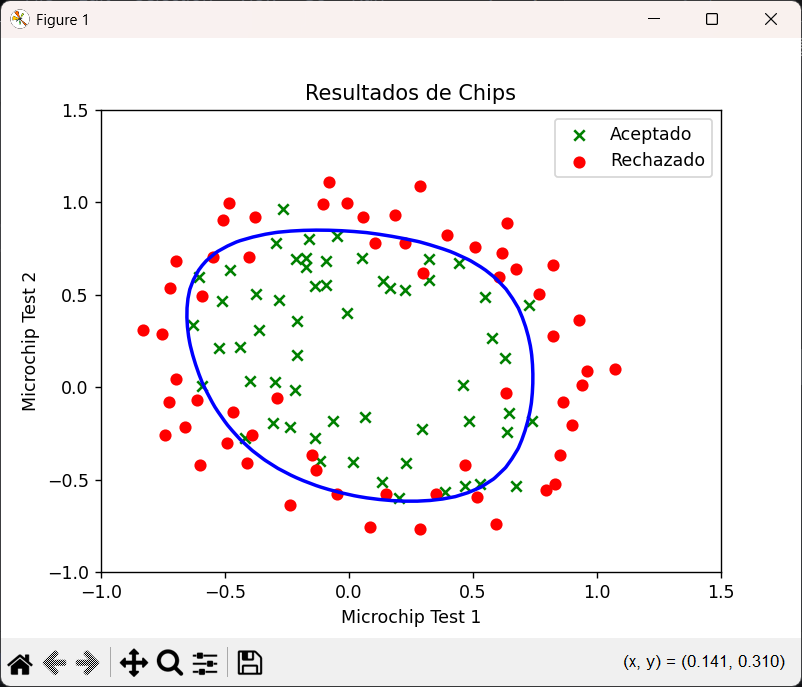 Figure 1
Resultados de Chips
Aceptado
Rechazado
1.5
1.0
0.5
0.0
−0.5
−1.0
Microchip Test 2
−1.0 −0.5 0.0 0.5 1.0 1.5
Microchip Test 1
(x, y) = (0.141, 0.310)